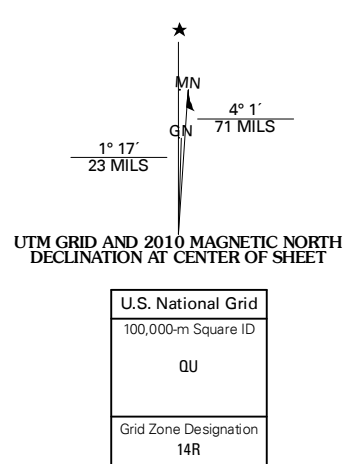 ★
MN
4° 1´
71 MILS
GN
1° 17´
23 MILS
UTM GRID AND 2010 MAGNETIC NORTH
DECLINATION AT CENTER OF SHEET
U.S. National Grid
100,000-m Square ID
QU
Grid Zone Designation
14R